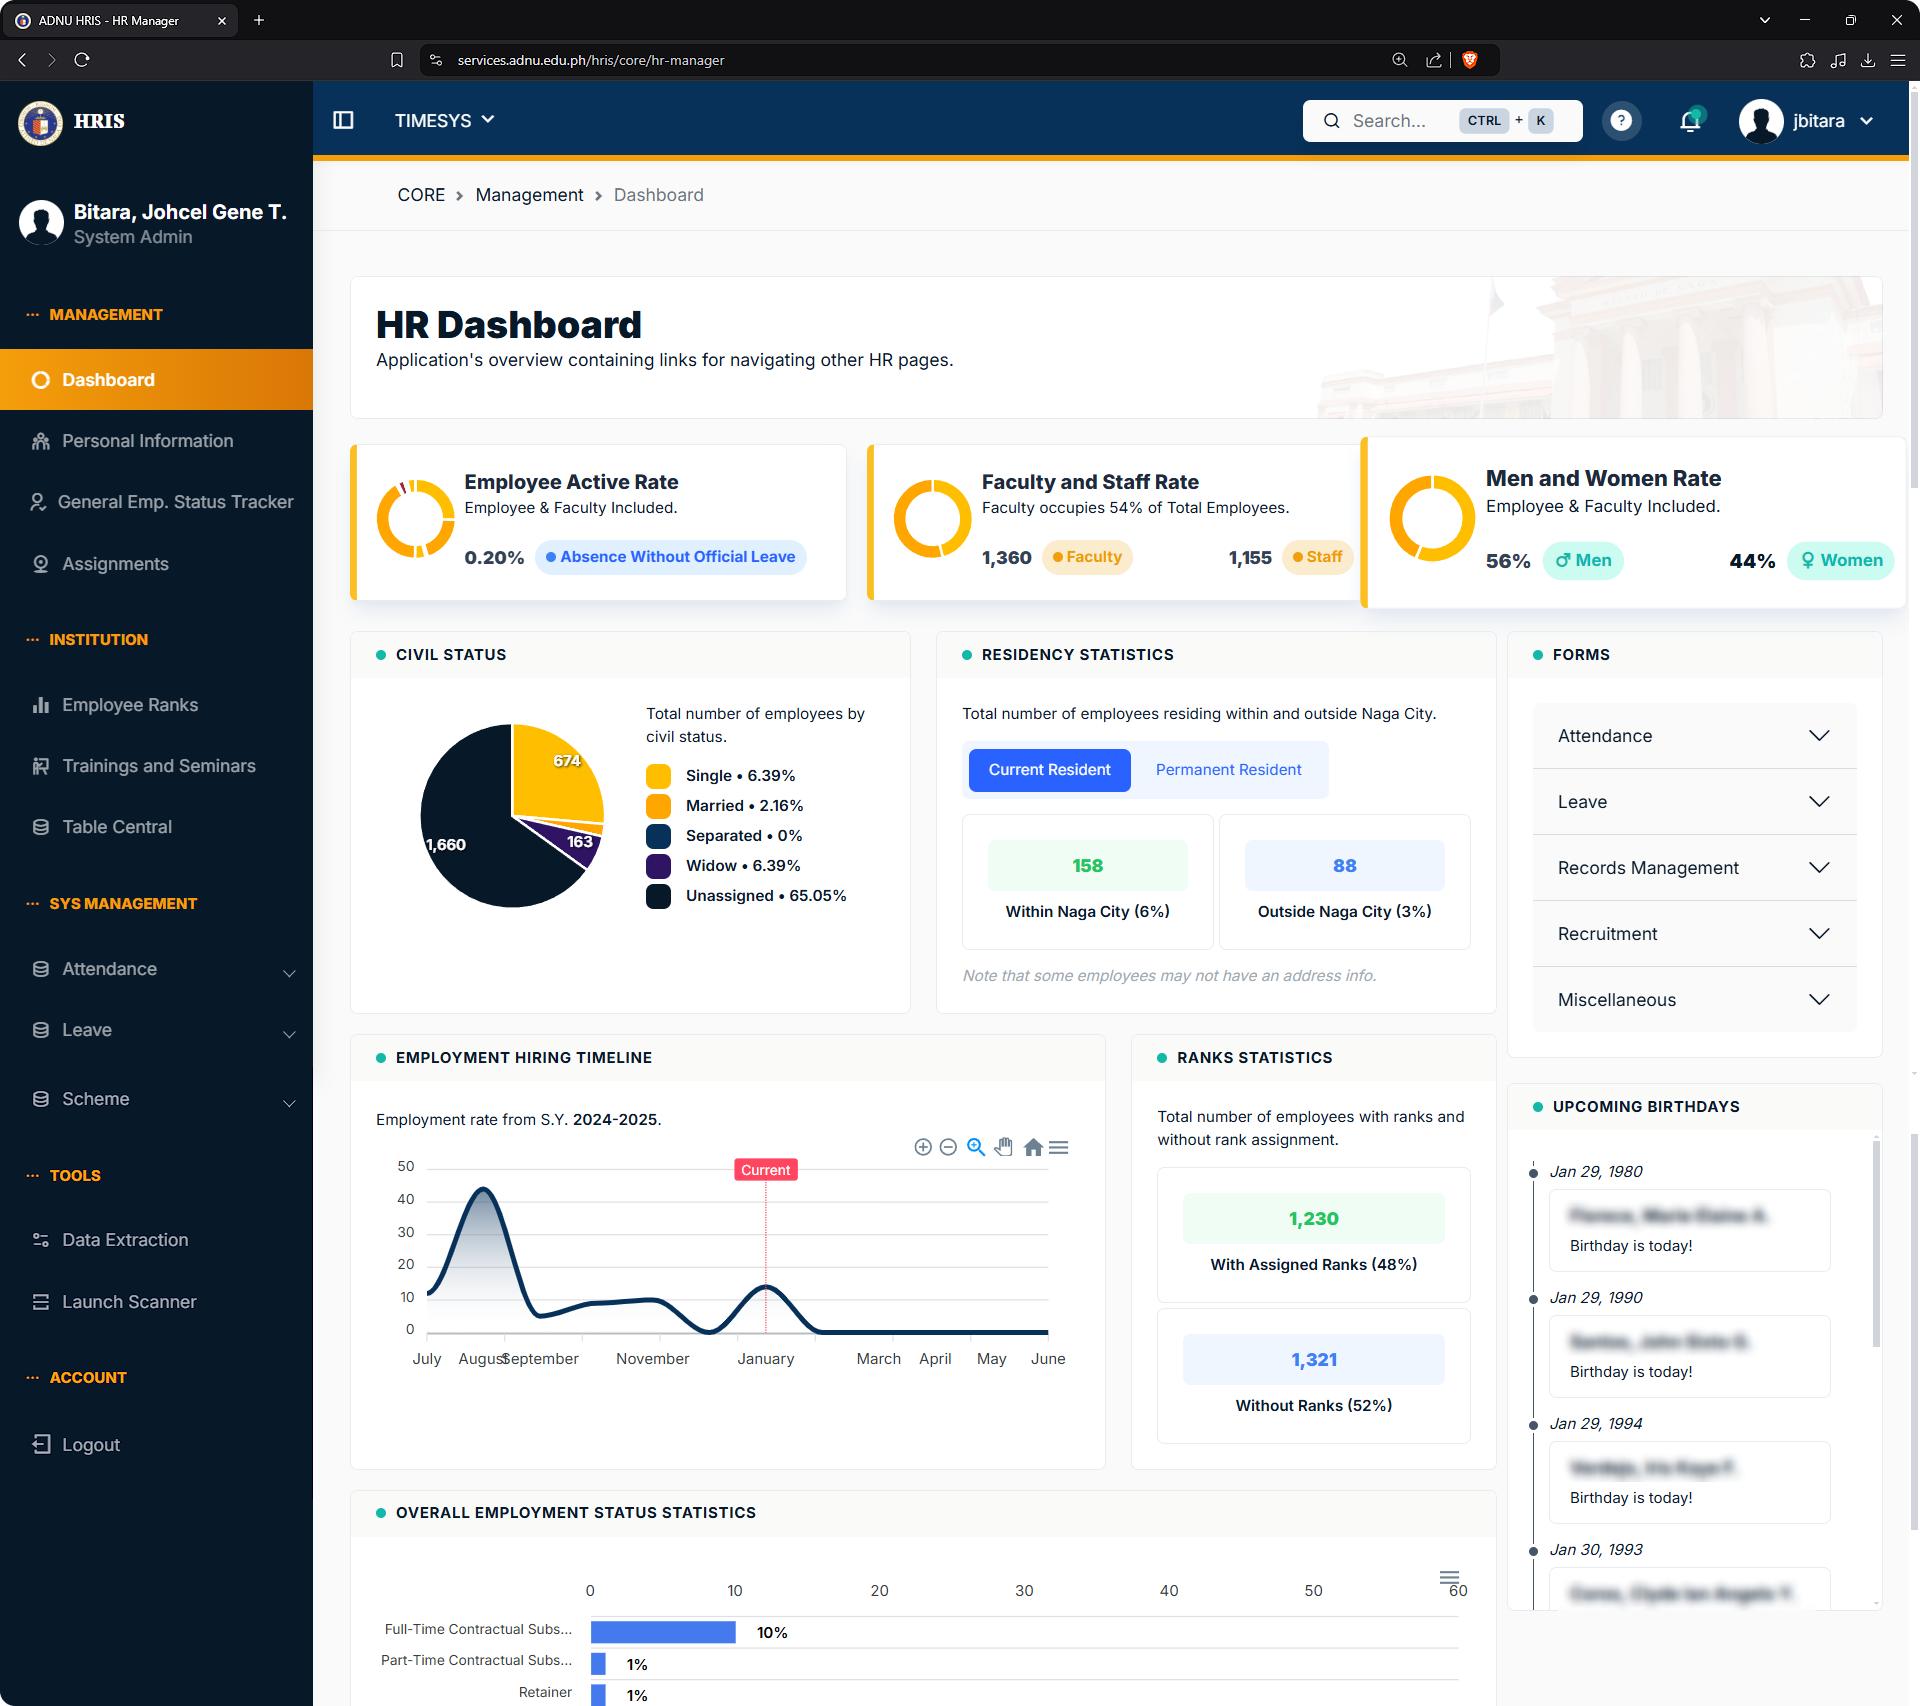 ADNU HRIS - HR Manager
services.adnu.edu.ph/hris/core/hr-manager
HRIS
Bitara, Johcel Gene T.
System Admin
MANAGEMENT
Dashboard
Personal Information
General Emp. Status Tracker
Assignments
INSTITUTION
Employee Ranks
Trainings and Seminars
Table Central
SYS MANAGEMENT
Attendance
Leave
Scheme
TOOLS
Data Extraction
Launch Scanner
ACCOUNT
Logout
TIMESYS
Search... CTRL + K
?
jbitara
CORE > Management > Dashboard
HR Dashboard
Application's overview containing links for navigating other HR pages.
Employee Active Rate
Employee & Faculty Included.
0.20% Absence Without Official Leave
Faculty and Staff Rate
Faculty occupies 54% of Total Employees.
1,360 Faculty 1,155 Staff
Men and Women Rate
Employee & Faculty Included.
56% Men 44% Women
CIVIL STATUS
674
163
1,660
Total number of employees by
civil status.
Single • 6.39%
Married • 2.16%
Separated • 0%
Widow • 6.39%
Unassigned • 65.05%
RESIDENCY STATISTICS
Total number of employees residing within and outside Naga City.
Current Resident Permanent Resident
158
Within Naga City (6%)
88
Outside Naga City (3%)
Note that some employees may not have an address info.
FORMS
Attendance
Leave
Records Management
Recruitment
Miscellaneous
EMPLOYMENT HIRING TIMELINE
Employment rate from S.Y. 2024-2025.
Current
50
40
30
20
10
0
July August September November January March April May June
RANKS STATISTICS
Total number of employees with ranks and
without rank assignment.
1,230
With Assigned Ranks (48%)
1,321
Without Ranks (52%)
UPCOMING BIRTHDAYS
Jan 29, 1980
Birthday is today!
Jan 29, 1990
Birthday is today!
Jan 29, 1994
Birthday is today!
Jan 30, 1993
OVERALL EMPLOYMENT STATUS STATISTICS
0 10 20 30 40 50 60
Full-Time Contractual Subs... 10%
Part-Time Contractual Subs... 1%
Retainer 1%